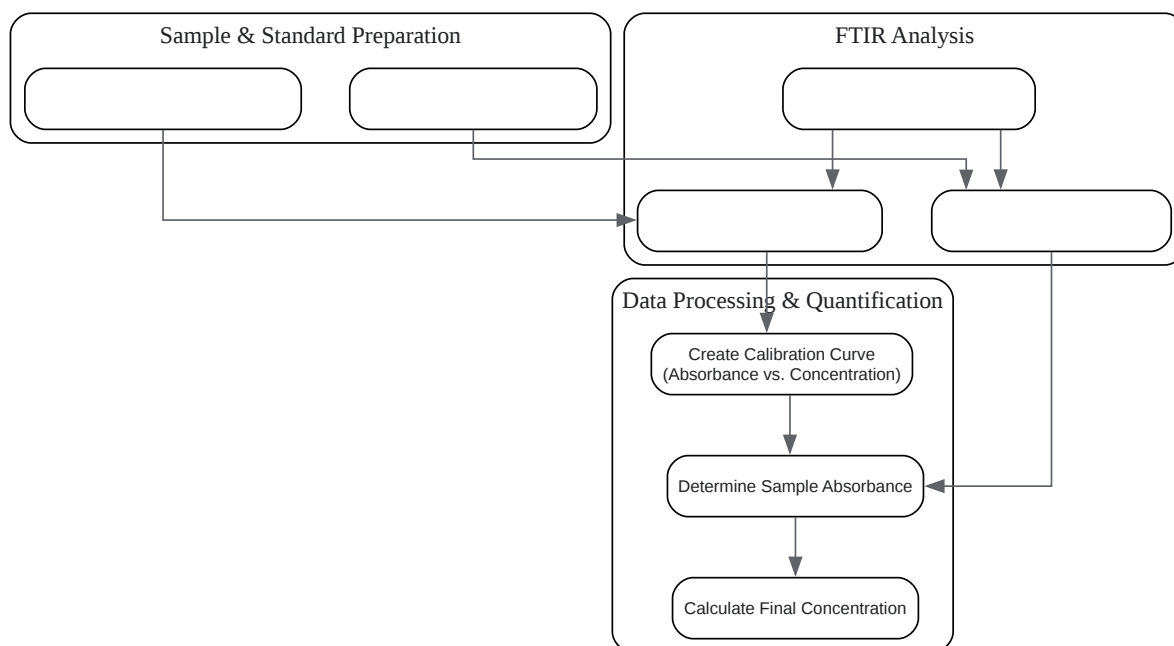 Sample & Standard Preparation
FTIR Analysis
Data Processing & Quantification
Create Calibration Curve
(Absorbance vs. Concentration)
Determine Sample Absorbance
Calculate Final Concentration